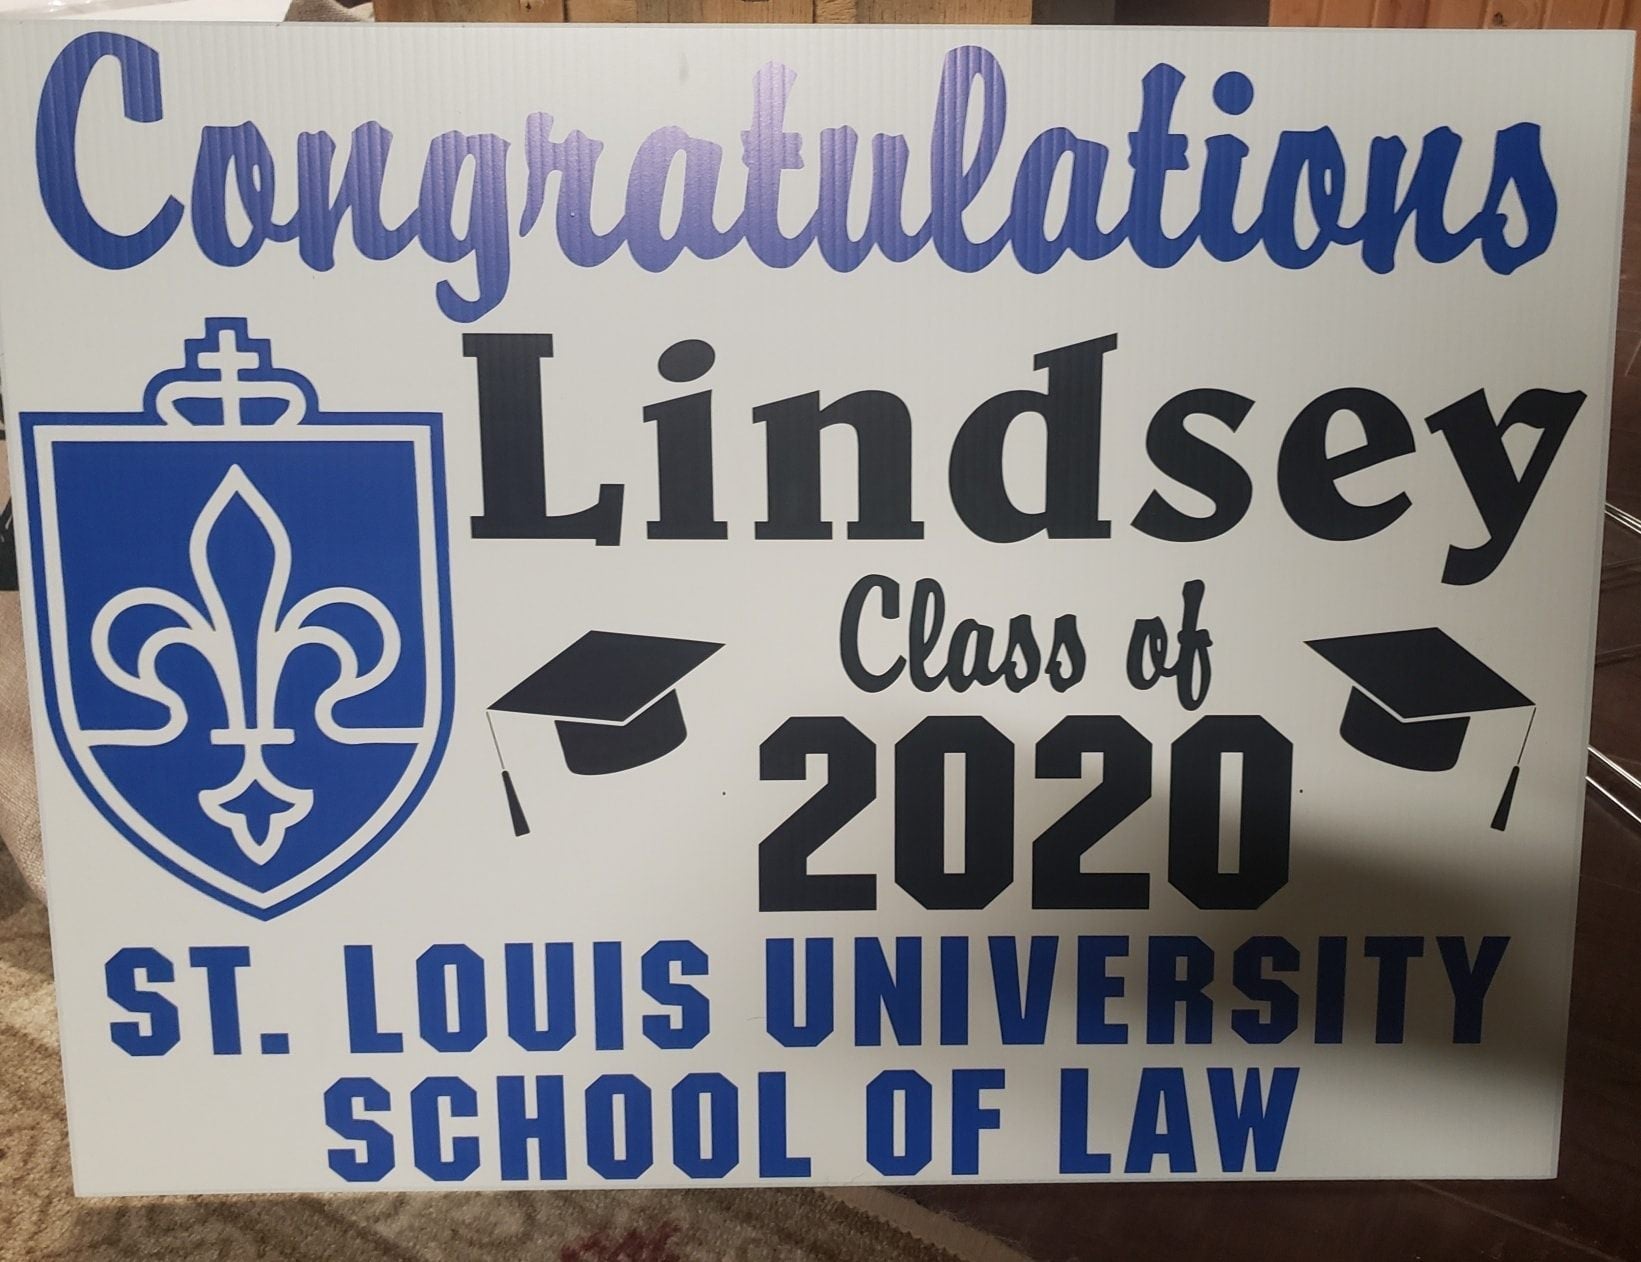 Congratulations
Lindsey
Class of
2020
ST. LOUIS UNIVERSITY
SCHOOL OF LAW